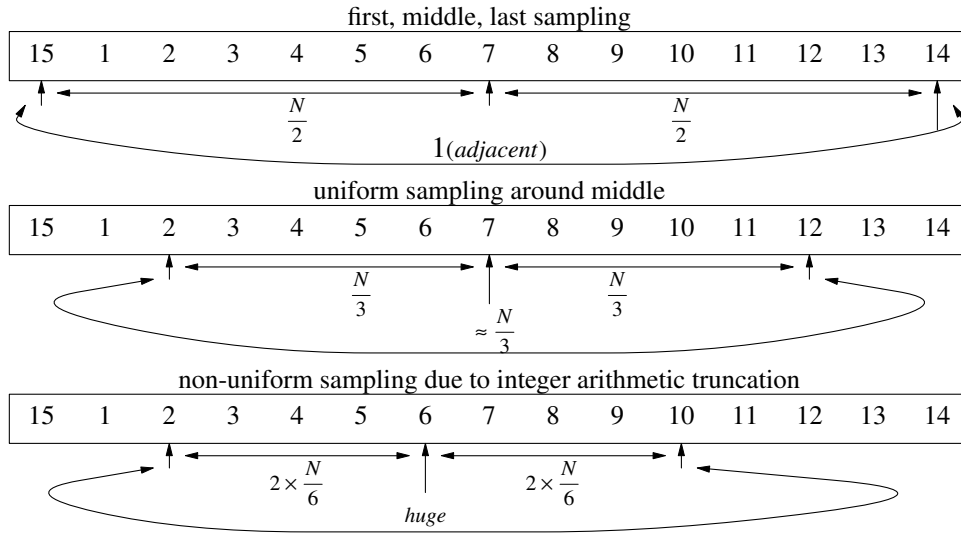 first, middle, last sampling
15 1 2 3 4 5 6 7 8 9 10 11 12 13 14
N/2 N/2
1(adjacent)
uniform sampling around middle
15 1 2 3 4 5 6 7 8 9 10 11 12 13 14
N/3 N/3
≈ N/3
non-uniform sampling due to integer arithmetic truncation
15 1 2 3 4 5 6 7 8 9 10 11 12 13 14
2 × N/6 2 × N/6
huge